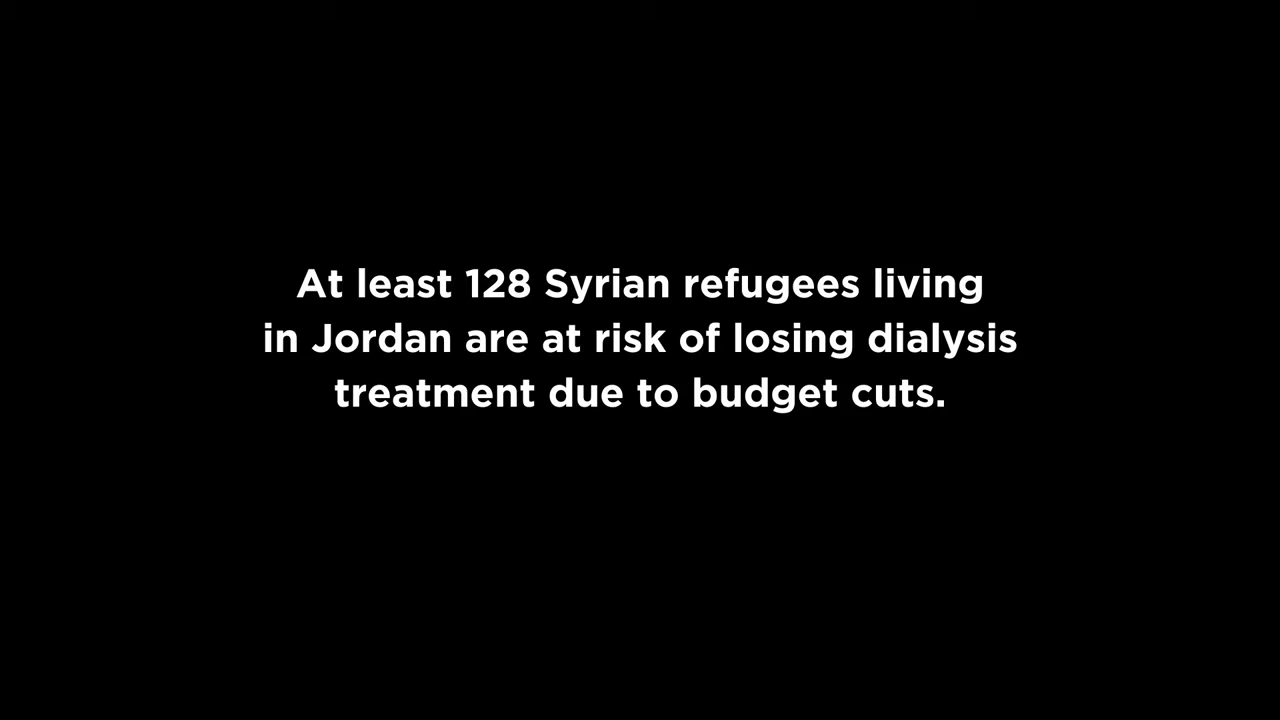 At least 128 Syrian refugees living
in Jordan are at risk of losing dialysis
treatment due to budget cuts.